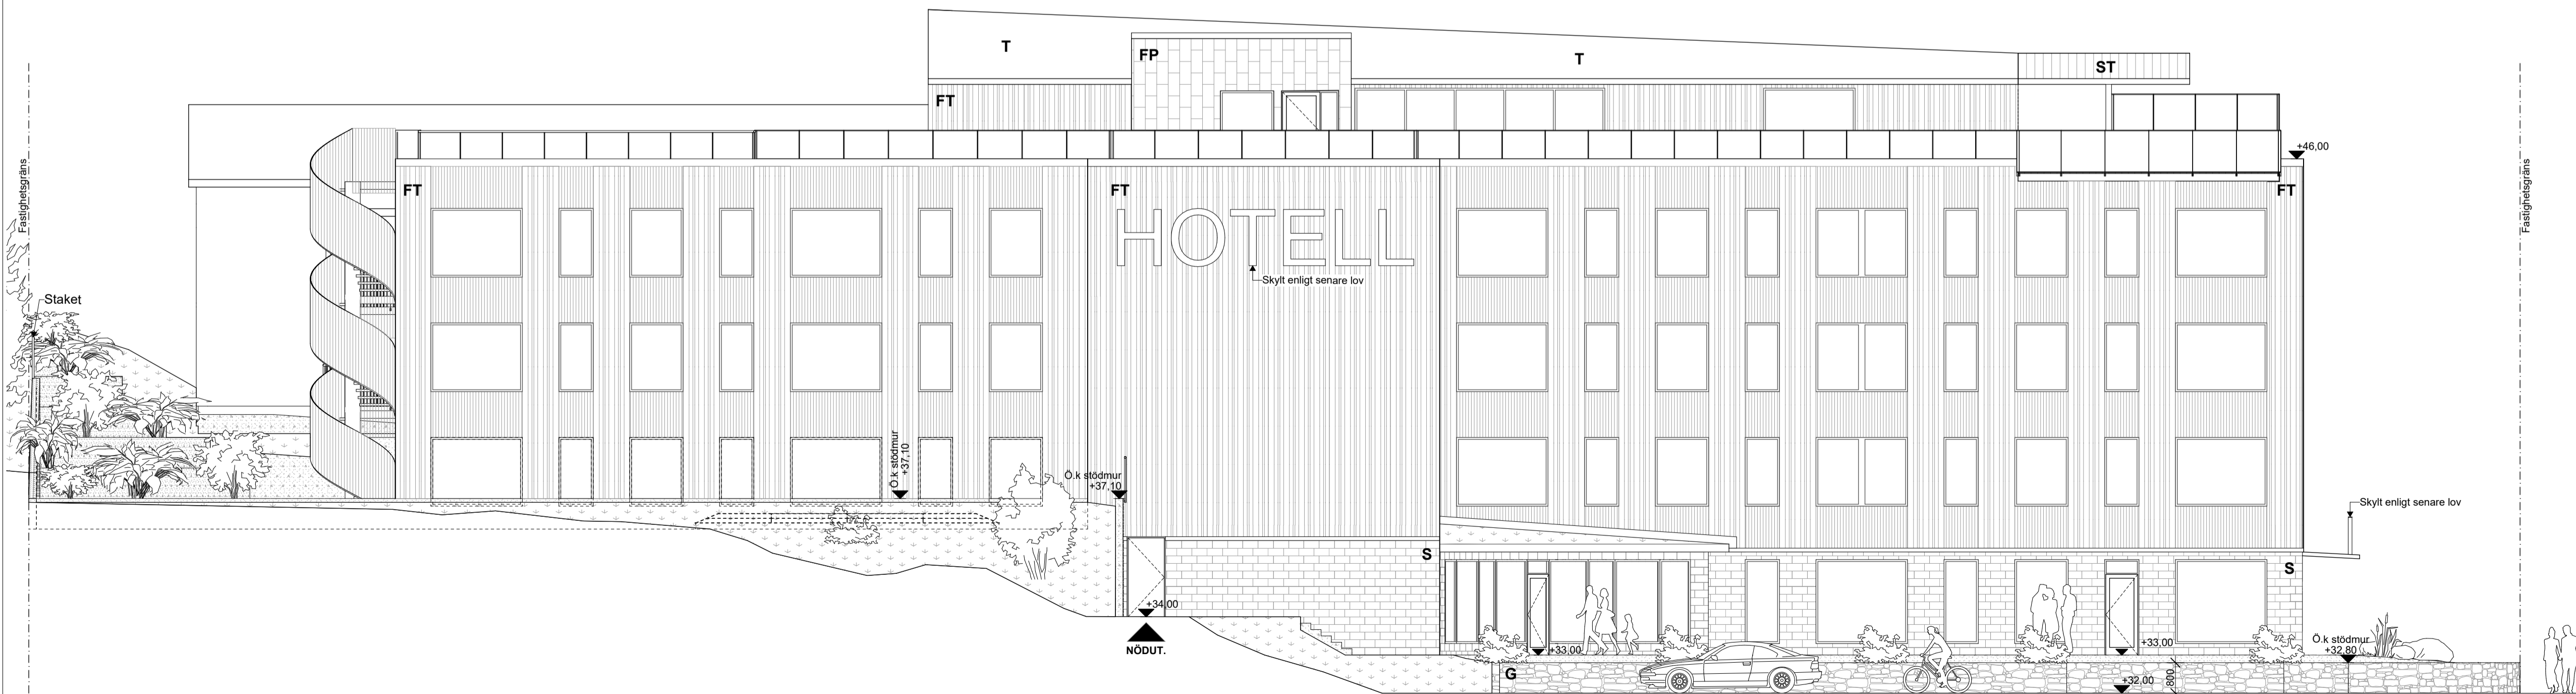 T
FP
T
ST
FT
+46,00
Fastighetsgräns
Fastighetsgräns
FT
FT
FT
HOTELL
Skylt enligt senare lov
Staket
Ö.k stödmur
+37,10
Ö.k stödmur
+37,10
Skylt enligt senare lov
S
S
+34,00
NÖDUT.
+33,00
+33,00
Ö.k stödmur
+32,80
G
+32,00
800